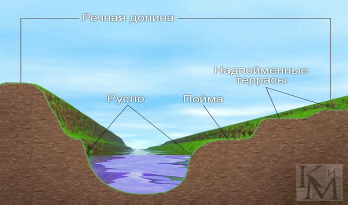 Речная долина
Надпойменные
террасы
Русло
Пойма
К и
М